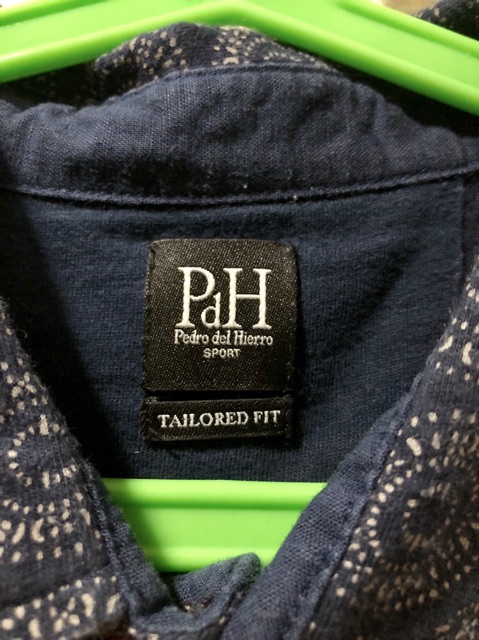 PdH
Pedro del Hierro
SPORT
TAILORED FIT